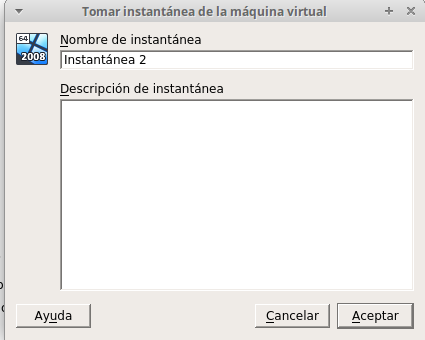 Tomar instantánea de la máquina virtual
64
2008
Nombre de instantánea
Instantánea 2
Descripción de instantánea
Ayuda
Cancelar
Aceptar